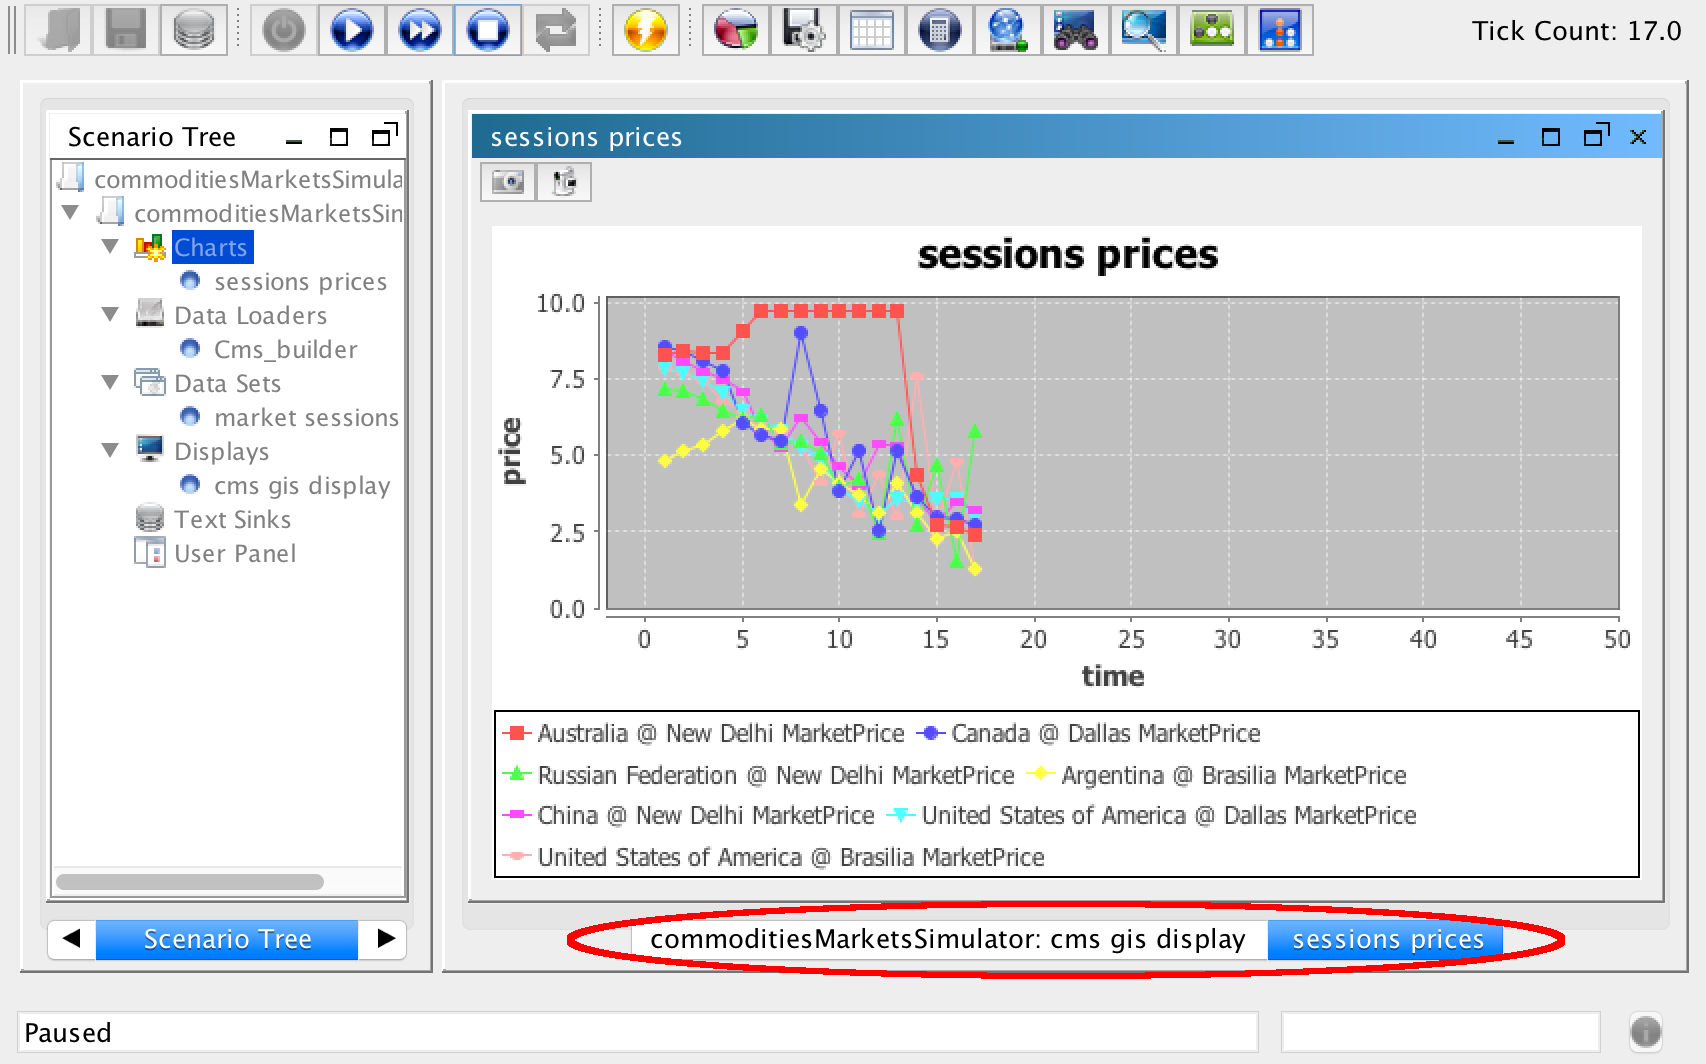 Tick Count: 17.0
Scenario Tree
commoditiesMarketsSimula
commoditiesMarketsSin
Charts
sessions prices
Data Loaders
Cms_builder
Data Sets
market sessions
Displays
cms gis display
Text Sinks
User Panel
Scenario Tree
sessions prices
sessions prices
price
10.0
7.5
5.0
2.5
0.0
0 5 10 15 20 25 30 35 40 45 50
time
Australia @ New Delhi MarketPrice Canada @ Dallas MarketPrice
Russian Federation @ New Delhi MarketPrice Argentina @ Brasilia MarketPrice
China @ New Delhi MarketPrice United States of America @ Dallas MarketPrice
United States of America @ Brasilia MarketPrice
commoditiesMarketsSimulator: cms gis display sessions prices
Paused